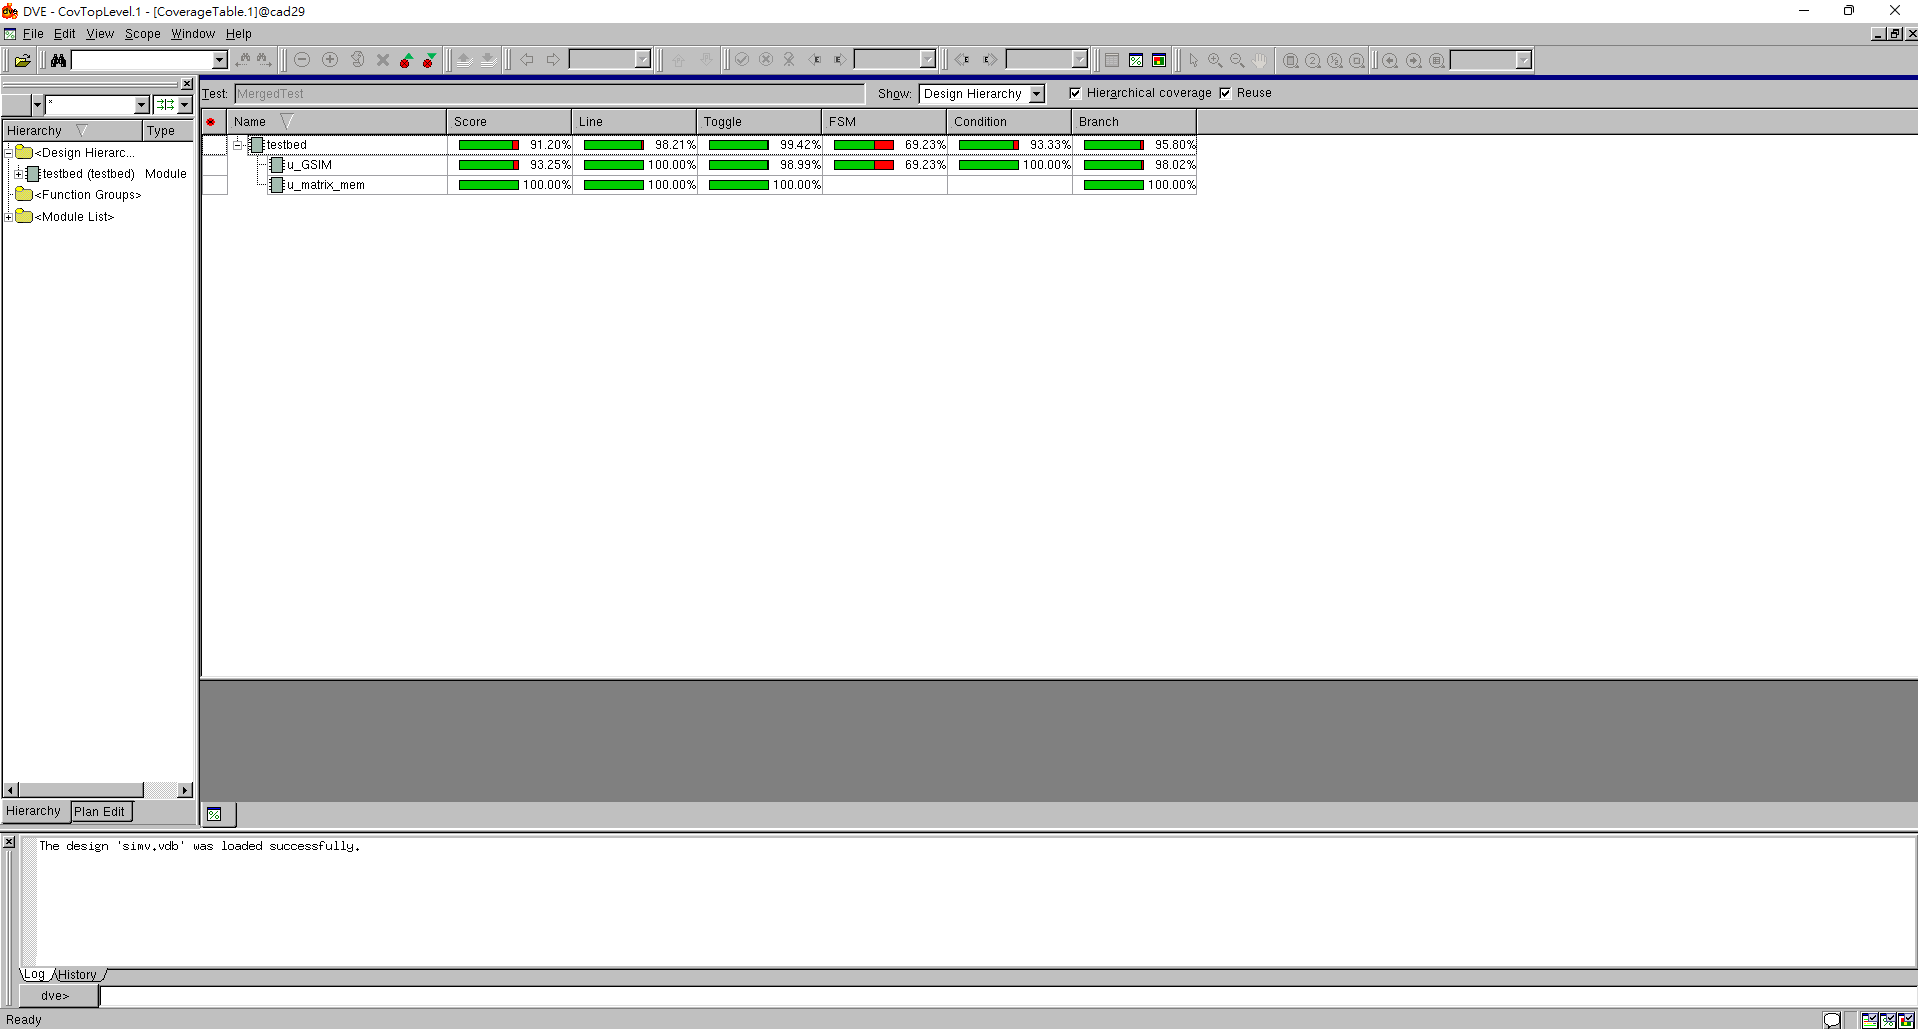 DVE - CovTopLevel.1 - [CoverageTable.1]@cad29
File Edit View Scope Window Help
Test: MergedTest Show: Design Hierarchy Hierarchical coverage Reuse
*
Hierarchy Type
<Design Hierarc...
testbed (testbed) Module
<Function Groups>
<Module List>
Name Score Line Toggle FSM Condition Branch
testbed 91.20% 98.21% 99.42% 69.23% 93.33% 95.80%
u_GSIM 93.25% 100.00% 98.99% 69.23% 100.00% 98.02%
u_matrix_mem 100.00% 100.00% 100.00% 100.00%
Hierarchy Plan Edit
The design 'simv.vdb' was loaded successfully.
Log History
dve>
Ready